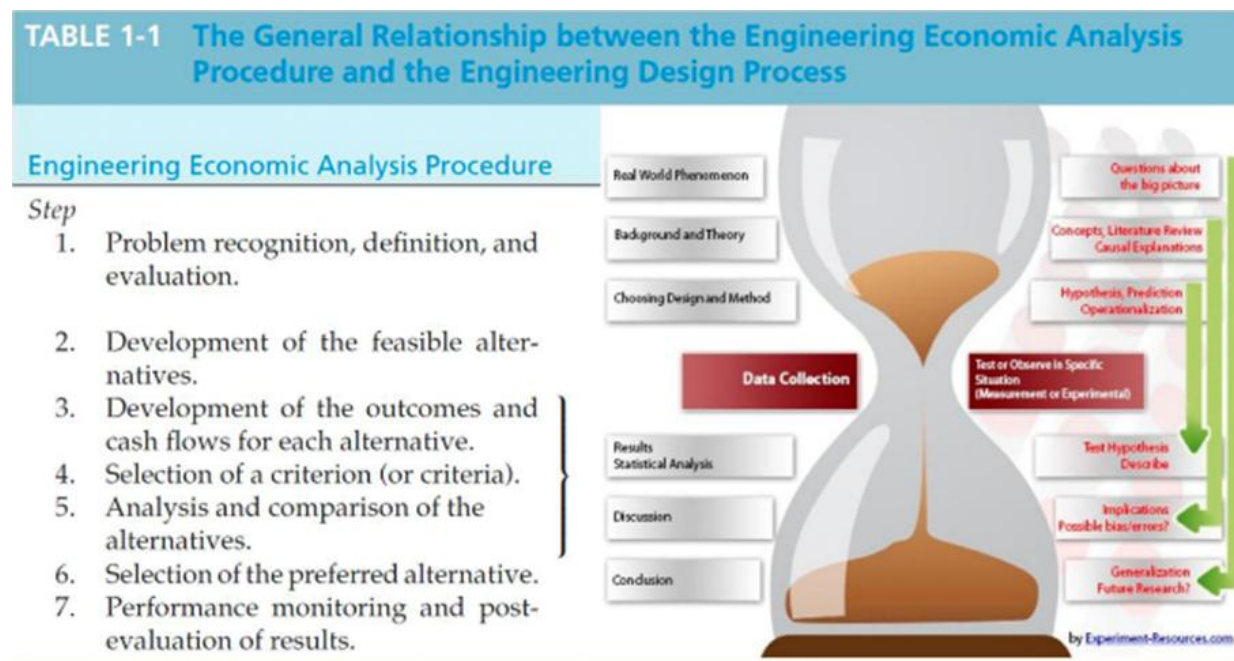 TABLE 1-1 The General Relationship between the Engineering Economic Analysis
Procedure and the Engineering Design Process
Engineering Economic Analysis Procedure
Step
1. Problem recognition, definition, and
evaluation.
2. Development of the feasible alter-
natives.
3. Development of the outcomes and
cash flows for each alternative.
4. Selection of a criterion (or criteria).
5. Analysis and comparison of the
alternatives.
6. Selection of the preferred alternative.
7. Performance monitoring and post-
evaluation of results.
Real World Phenomenon
Questions about
the big picture
Background and Theory
Concepts, Literature Review
Causal Explanations
Choosing Design and Method
Hypothesis, Prediction
Operationalization
Data Collection
Test or Observe in Specific
Situation
(Measurement or Experimental)
Results
Statistical Analysis
Test Hypothesis
Describe
Discussion
Implications
Possible bias/errors?
Conclusion
Generalization
Future Research?
by Experiment-Resources.com